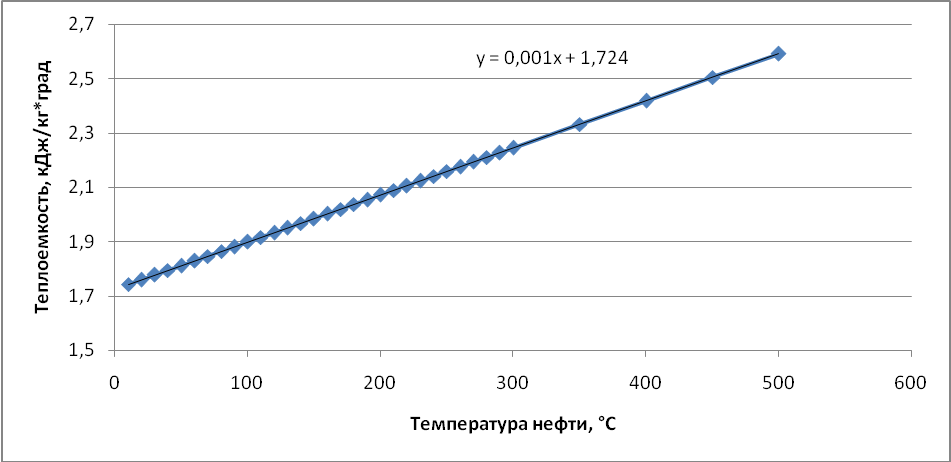 2,7
2,5
2,3
2,1
1,9
1,7
1,5
Теплоемкость, кДж/кг*град
y = 0,001x + 1,724
0 100 200 300 400 500 600
Температура нефти, °C